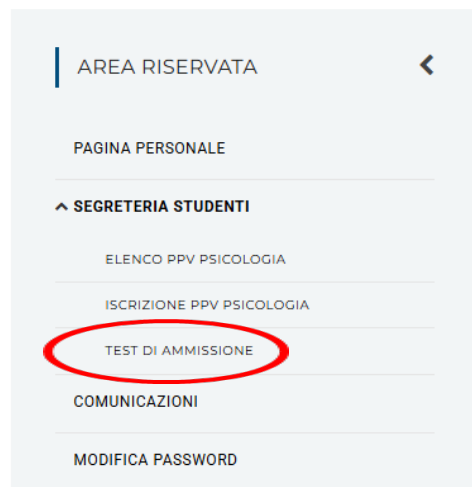 AREA RISERVATA
PAGINA PERSONALE
SEGRETERIA STUDENTI
ELENCO PPV PSICOLOGIA
ISCRIZIONE PPV PSICOLOGIA
TEST DI AMMISSIONE
COMUNICAZIONI
MODIFICA PASSWORD